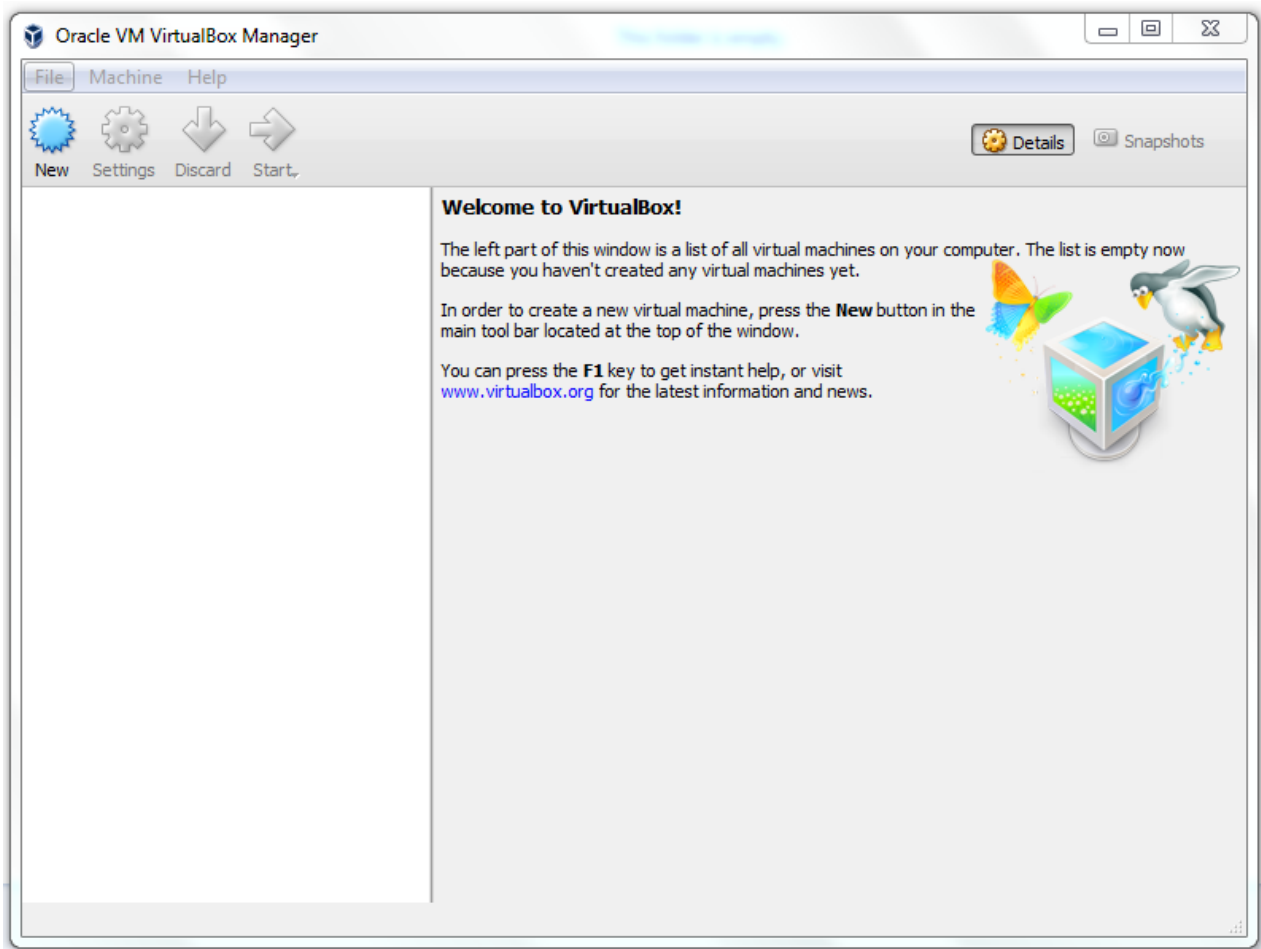 Oracle VM VirtualBox Manager
File Machine Help
New Settings Discard Start
Details Snapshots
Welcome to VirtualBox!
The left part of this window is a list of all virtual machines on your computer. The list is empty now
because you haven't created any virtual machines yet.
In order to create a new virtual machine, press the New button in the
main tool bar located at the top of the window.
You can press the F1 key to get instant help, or visit
www.virtualbox.org for the latest information and news.